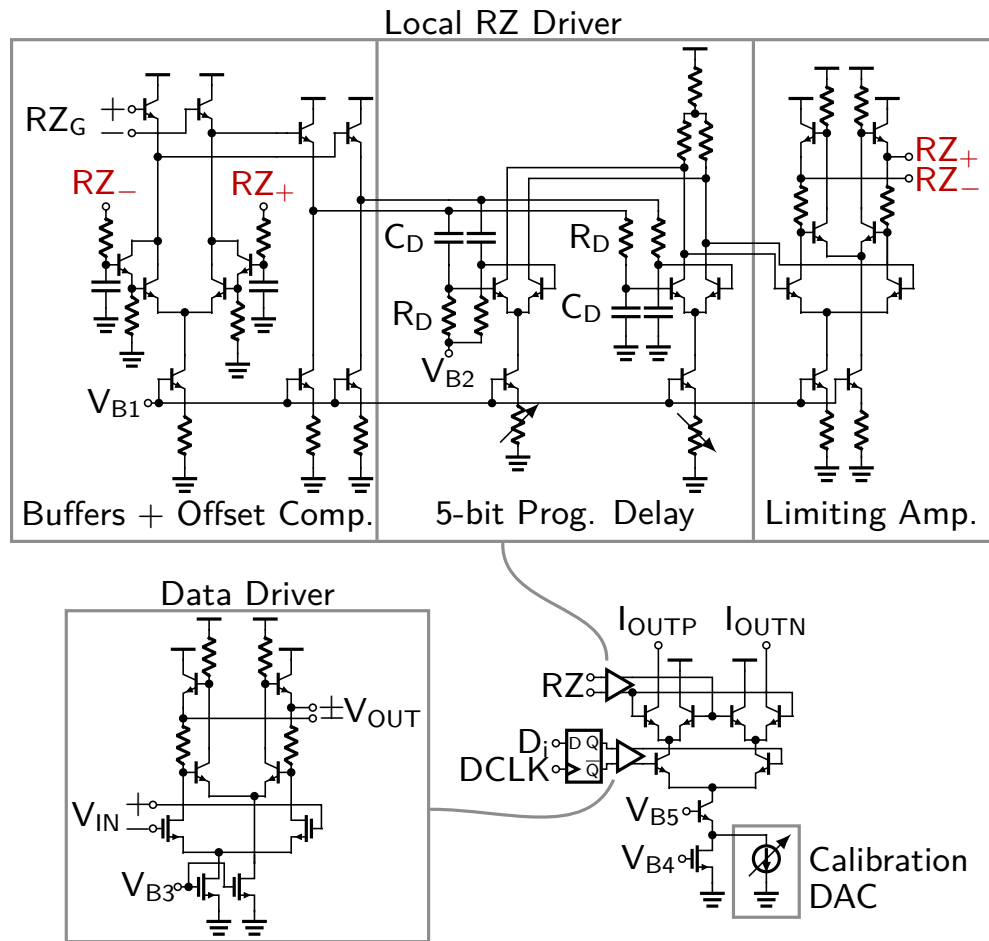 Local RZ Driver
+
RZG
−
RZ−
RZ+
RZ+
RZ−
CD
RD
RD
CD
VB2
VB1
Buffers + Offset Comp.
5-bit Prog. Delay
Limiting Amp.
Data Driver
IOUTP IOUTN
RZ
+
−
VOUT
Di
D Q
DCLK
Q
+
VIN
−
VB5
VB4
VB3
Calibration
DAC